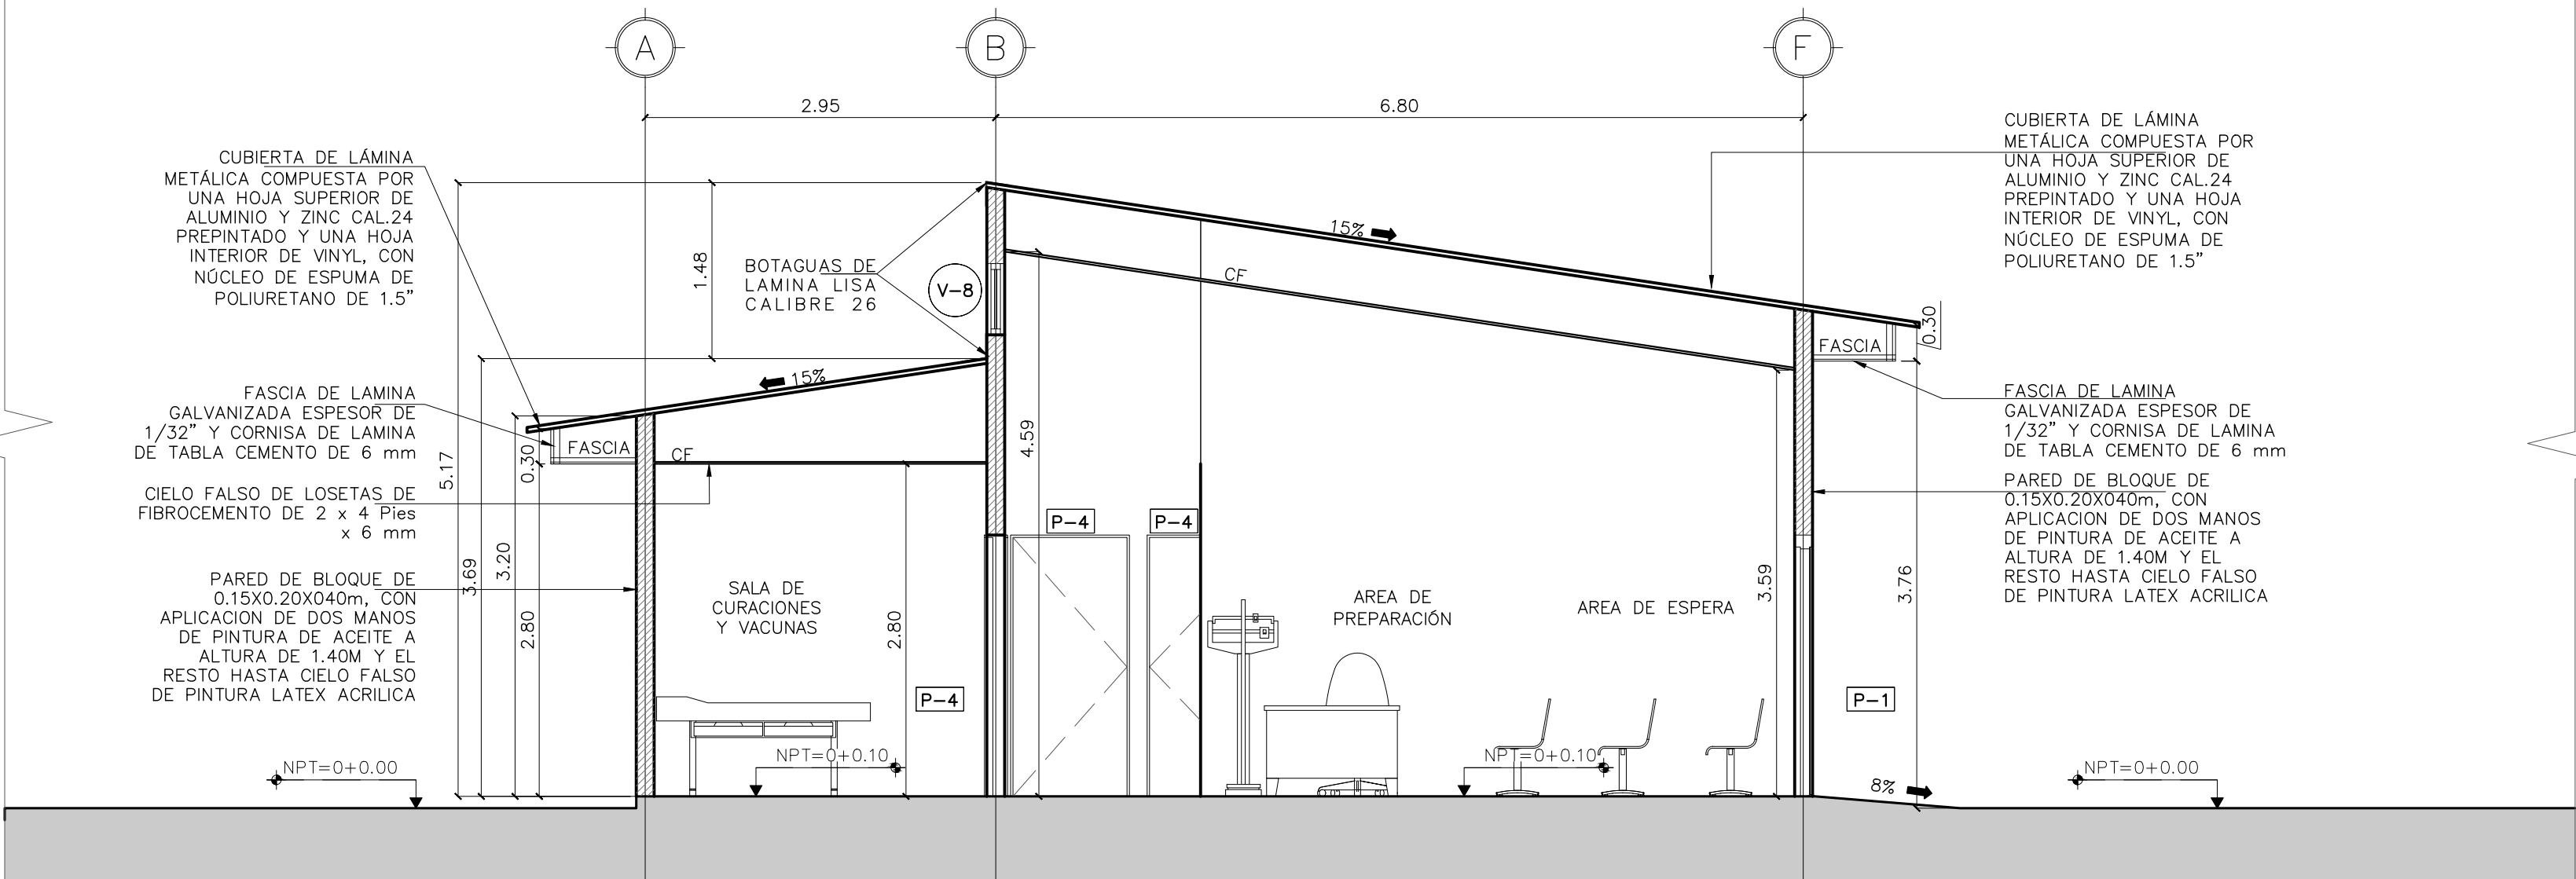 A
B
F
2.95
6.80
CUBIERTA DE LÁMINA
METÁLICA COMPUESTA POR
UNA HOJA SUPERIOR DE
ALUMINIO Y ZINC CAL.24
PREPINTADO Y UNA HOJA
INTERIOR DE VINYL, CON
NÚCLEO DE ESPUMA DE
POLIURETANO DE 1.5”
FASCIA DE LAMINA
GALVANIZADA ESPESOR DE
1/32” Y CORNISA DE LAMINA
DE TABLA CEMENTO DE 6 mm
CIELO FALSO DE LOSETAS DE
FIBROCEMENTO DE 2 x 4 Pies
x 6 mm
PARED DE BLOQUE DE
0.15X0.20X040m, CON
APLICACION DE DOS MANOS
DE PINTURA DE ACEITE A
ALTURA DE 1.40M Y EL
RESTO HASTA CIELO FALSO
DE PINTURA LATEX ACRILICA
NPT=0+0.00
5.17
3.69
3.20
0.30
2.80
1.48
BOTAGUAS DE
LAMINA LISA
CALIBRE 26
V-8
15%
FASCIA
CF
SALA DE
CURACIONES
Y VACUNAS
2.80
P-4
NPT=0+0.10
15%
CF
4.59
P-4
P-4
AREA DE
PREPARACIÓN
AREA DE ESPERA
3.59
NPT=0+0.10
FASCIA
0.30
3.76
P-1
8%
NPT=0+0.00
CUBIERTA DE LÁMINA
METÁLICA COMPUESTA POR
UNA HOJA SUPERIOR DE
ALUMINIO Y ZINC CAL.24
PREPINTADO Y UNA HOJA
INTERIOR DE VINYL, CON
NÚCLEO DE ESPUMA DE
POLIURETANO DE 1.5”
FASCIA DE LAMINA
GALVANIZADA ESPESOR DE
1/32” Y CORNISA DE LAMINA
DE TABLA CEMENTO DE 6 mm
PARED DE BLOQUE DE
0.15X0.20X040m, CON
APLICACION DE DOS MANOS
DE PINTURA DE ACEITE A
ALTURA DE 1.40M Y EL
RESTO HASTA CIELO FALSO
DE PINTURA LATEX ACRILICA